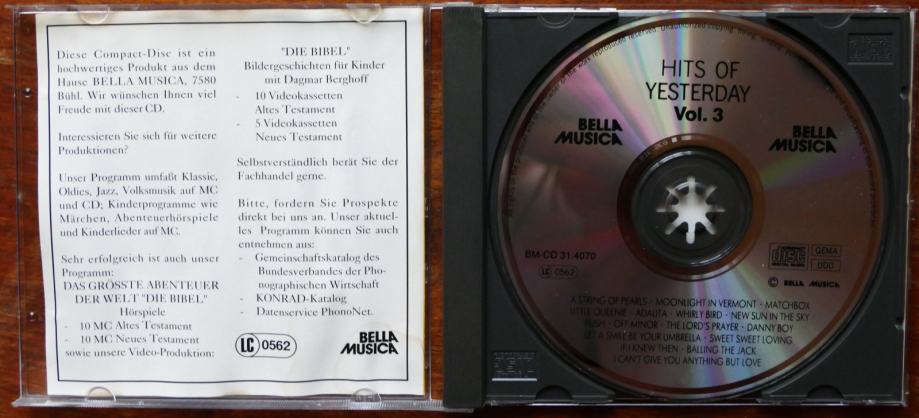 Diese Compact-Disc ist ein
hochwertiges Produkt aus dem
Hause BELLA MUSICA, 7580
Bühl. Wir wünschen Ihnen viel
Freude mit dieser CD.
Interessieren Sie sich für weitere
Produktionen?
Unser Programm umfaßt Klassic,
Oldies, Jazz, Volksmusik auf MC
und CD; Kinderprogramme wie
Märchen, Abenteuerhörspiele
und Kinderlieder auf MC.
Sehr erfolgreich ist auch unser
Programm:
DAS GRÖSSTE ABENTEUER
DER WELT "DIE BIBEL"
Hörspiele
- 10 MC Altes Testament
- 10 MC Neues Testament
sowie unsere Video-Produktion:
"DIE BIBEL"
Bildergeschichten für Kinder
mit Dagmar Berghoff
- 10 Videokassetten
Altes Testament
- 5 Videokassetten
Neues Testament
Selbstverständlich berät Sie der
Fachhandel gerne.
Bitte, fordern Sie Prospekte
direkt bei uns an. Unser aktuel-
les Programm können Sie auch
entnehmen aus:
- Gemeinschaftskatalog des
Bundesverbandes der Pho-
nographischen Wirtschaft
- KONRAD-Katalog
- Datenservice PhonoNet.
LC 0562
BELLA
MUSICA
HITS OF
YESTERDAY
Vol. 3
BELLA
MUSICA
BELLA
MUSICA
BM-CD 31.4070
LC 0562
COMPACT
disc
DIGITAL AUDIO
GEMA
DDD
© BELLA MUSICA
A STRING OF PEARLS · MOONLIGHT IN VERMONT · MATCHBOX
LITTLE QUEENIE · ADALITA · WHIRLY BIRD · NEW SUN IN THE SKY
PUSH · OFF MINOR · THE LORD'S PRAYER · DANNY BOY
LET A SMILE BE YOUR UMBRELLA · SWEET SWEET LOVING
IF I KNEW THEN · BALLING THE JACK
I CAN'T GIVE YOU ANYTHING BUT LOVE